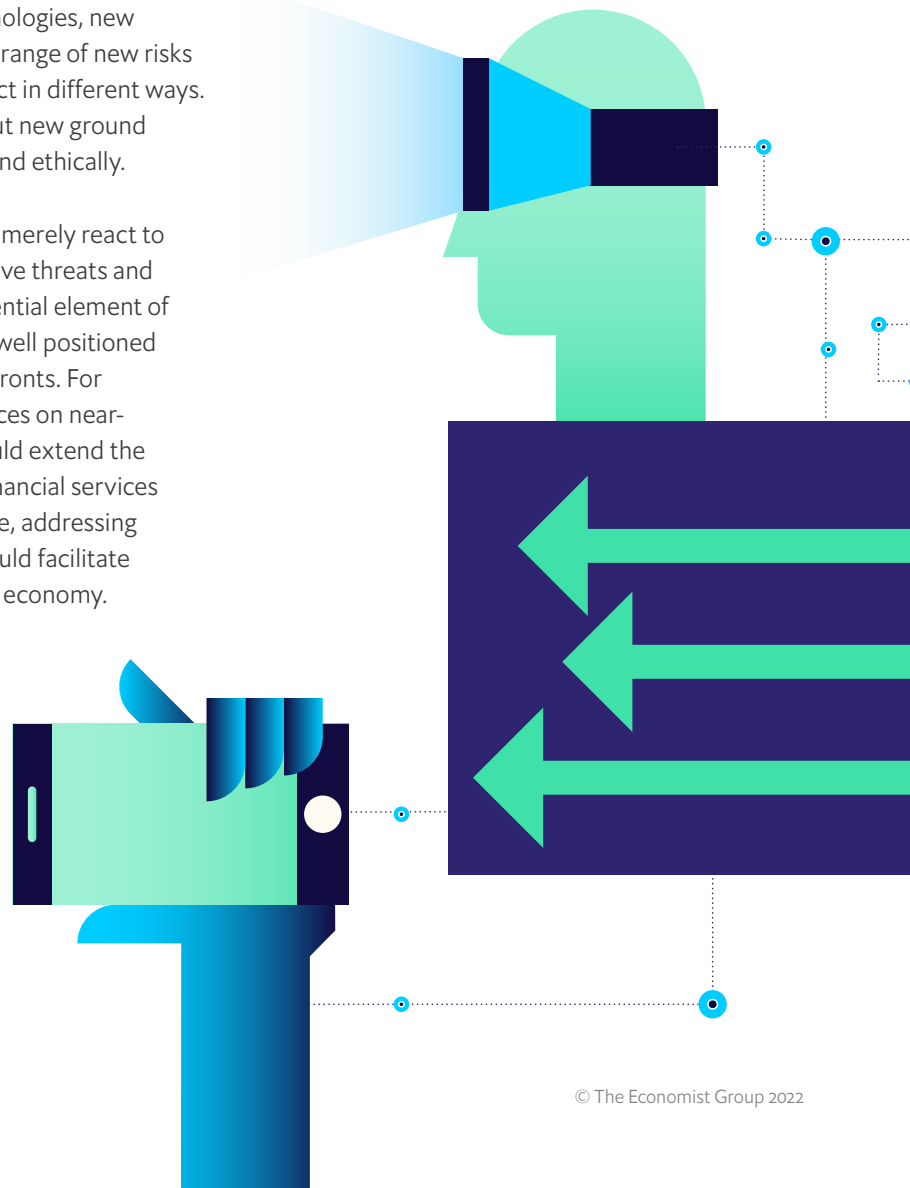 nologies, new
range of new risks
ct in different ways.
ut new ground
nd ethically.
merely react to
ve threats and
ential element of
well positioned
ronts. For
ces on near-
uld extend the
nancial services
e, addressing
uld facilitate
economy.
© The Economist Group 2022